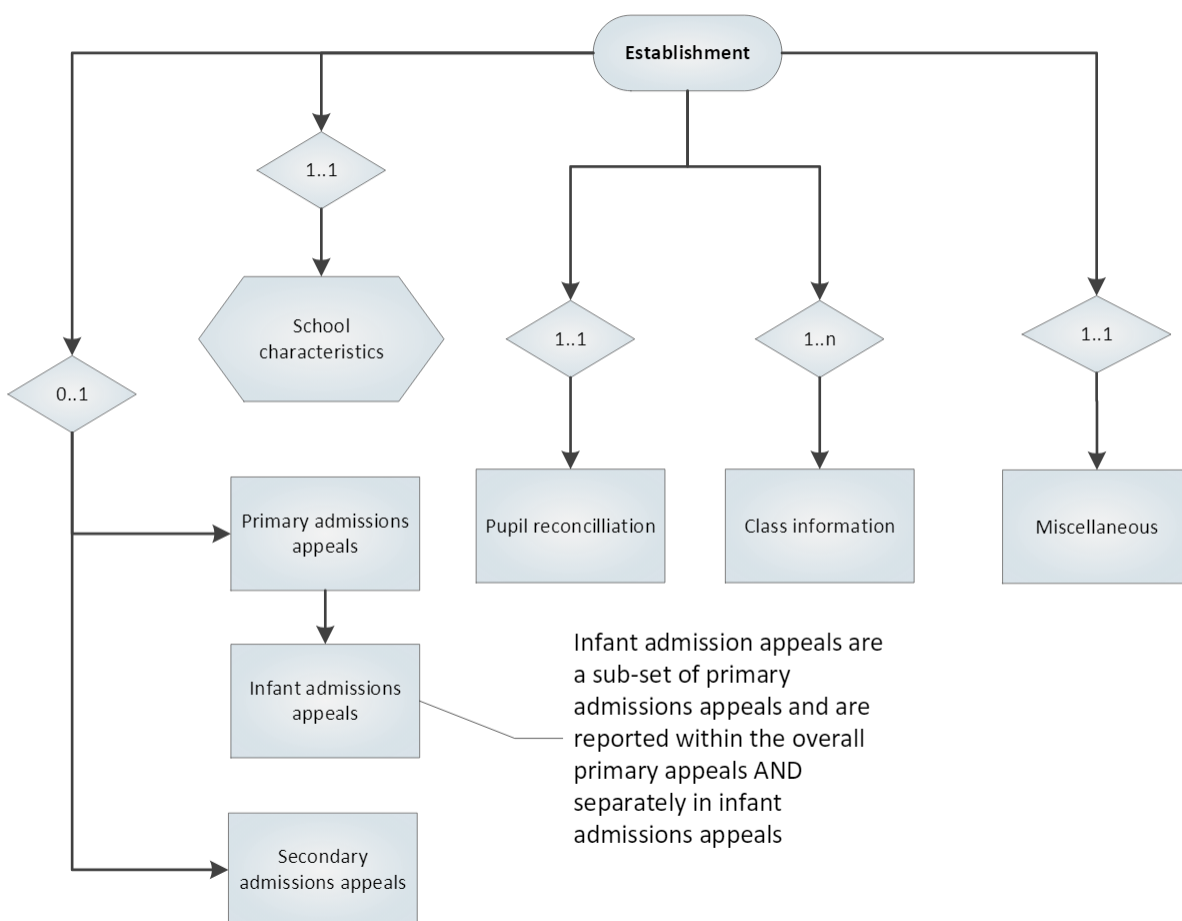 Establishment
1..1
School
characteristics
1..1
1..n
1..1
0..1
Primary admissions
appeals
Pupil reconcilliation
Class information
Miscellaneous
Infant admissions
appeals
Infant admission appeals are
a sub-set of primary
admissions appeals and are
reported within the overall
primary appeals AND
separately in infant
admissions appeals
Secondary
admissions appeals